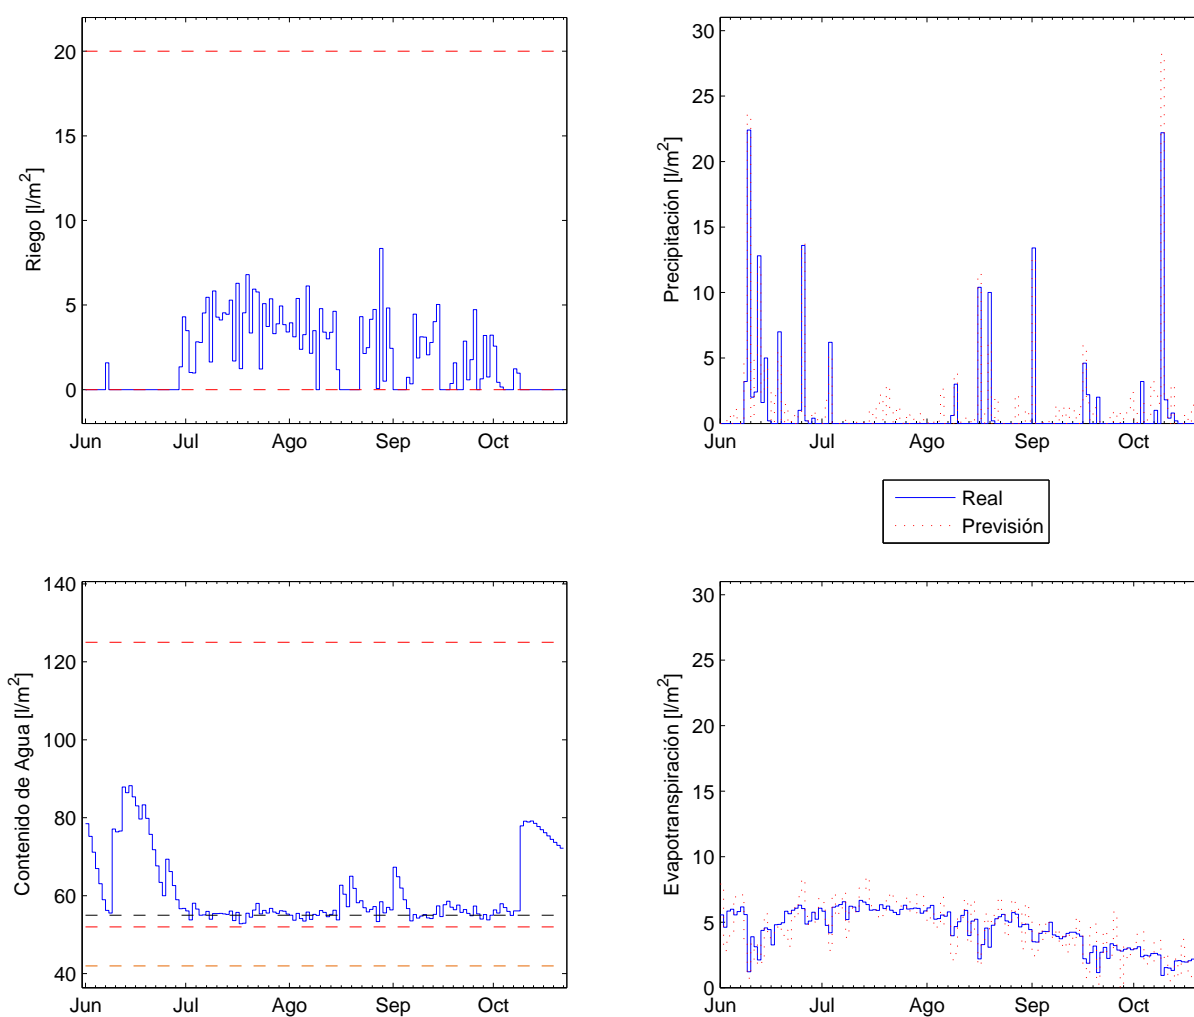 Riego [l/m²]
20
15
10
5
0
Jun Jul Ago Sep Oct
Precipitación [l/m²]
30
25
20
15
10
5
0
Jun Jul Ago Sep Oct
Real
Previsión
Contenido de Agua [l/m²]
140
120
100
80
60
40
Jun Jul Ago Sep Oct
Evapotranspiración [l/m²]
30
25
20
15
10
5
0
Jun Jul Ago Sep Oct